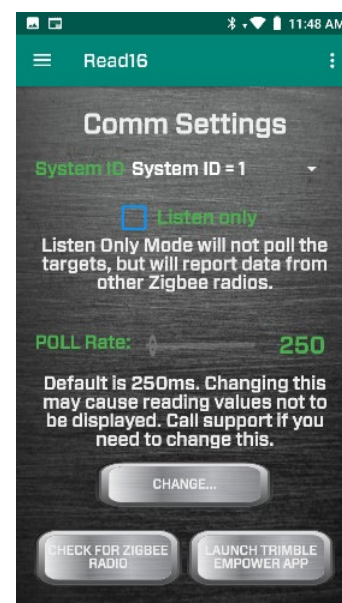 11:48 AM
Read16
Comm Settings
System ID System ID = 1
Listen only
Listen Only Mode will not poll the
targets, but will report data from
other Zigbee radios.
POLL Rate: 250
Default is 250ms. Changing this
may cause reading values not to
be displayed. Call support if you
need to change this.
CHANGE...
CHECK FOR ZIGBEE
RADIO
LAUNCH TRIMBLE
EMPOWER APP